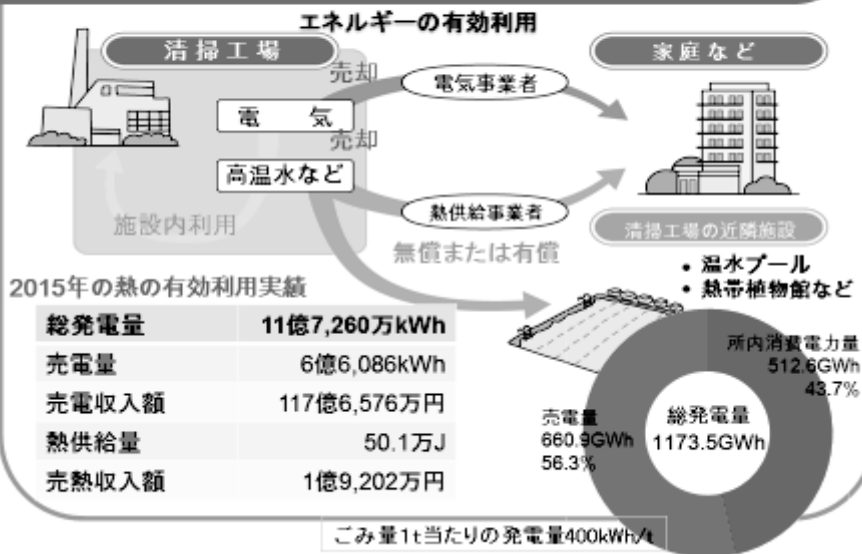 エネルギーの有効利用
清掃工場
家庭など
売却
電気事業者
電　気
売却
高温水など
熱供給事業者
施設内利用
無償または有償
清掃工場の近隣施設
• 温水プール
• 熱帯植物館など
2015年の熱の有効利用実績
総発電量 11億7,260万kWh
売電量 6億6,086kWh
売電収入額 117億6,576万円
熱供給量 50.1万J
売熱収入額 1億9,202万円
所内消費電力量
512.6GWh
43.7%
売電量
660.9GWh
56.3%
総発電量
1173.5GWh
ごみ量1t当たりの発電量400kWh/t